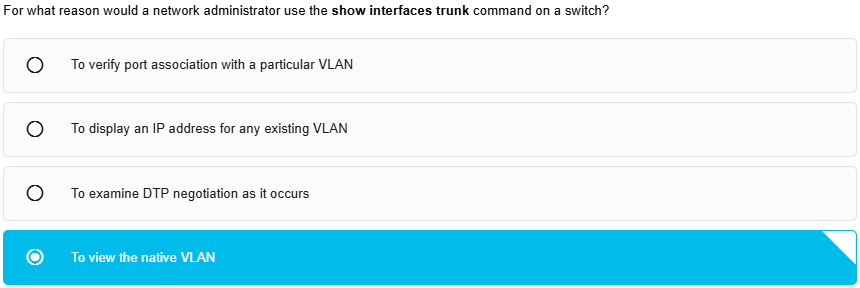 For what reason would a network administrator use the show interfaces trunk command on a switch?
To verify port association with a particular VLAN
To display an IP address for any existing VLAN
To examine DTP negotiation as it occurs
To view the native VLAN